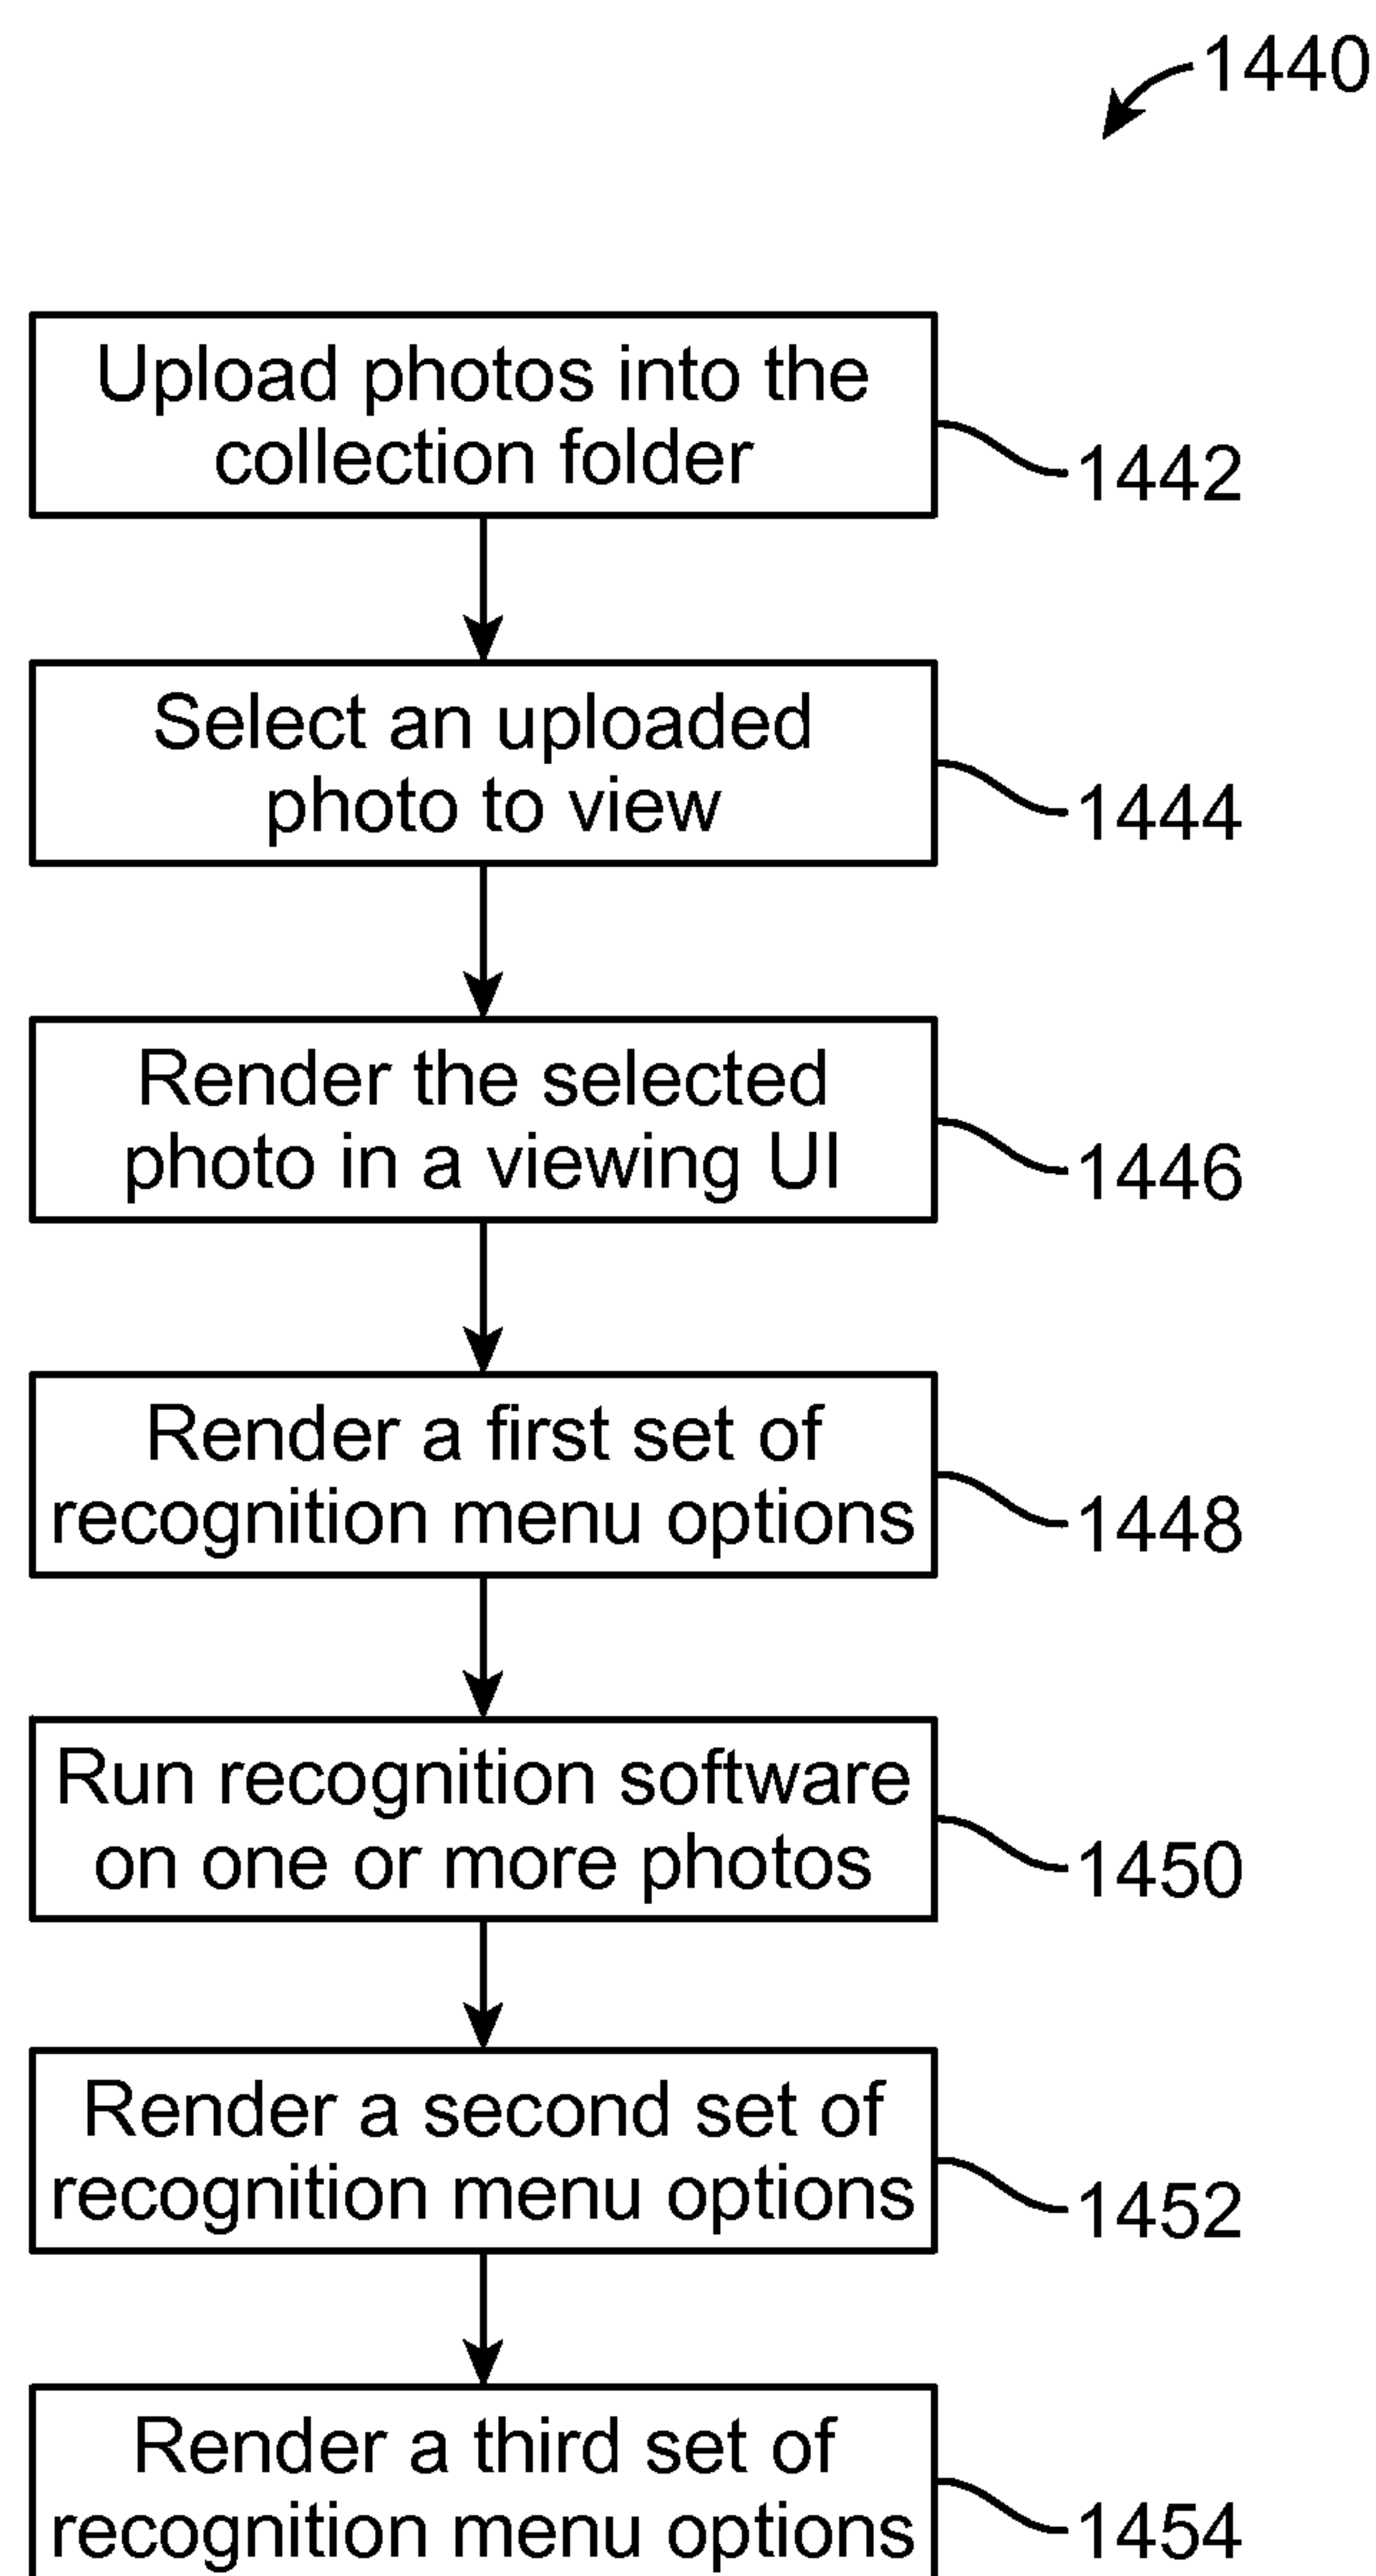 1440
Upload photos into the
collection folder
1442
Select an uploaded
photo to view
1444
Render the selected
photo in a viewing UI
1446
Render a first set of
recognition menu options
1448
Run recognition software
on one or more photos
1450
Render a second set of
recognition menu options
1452
Render a third set of
recognition menu options
1454